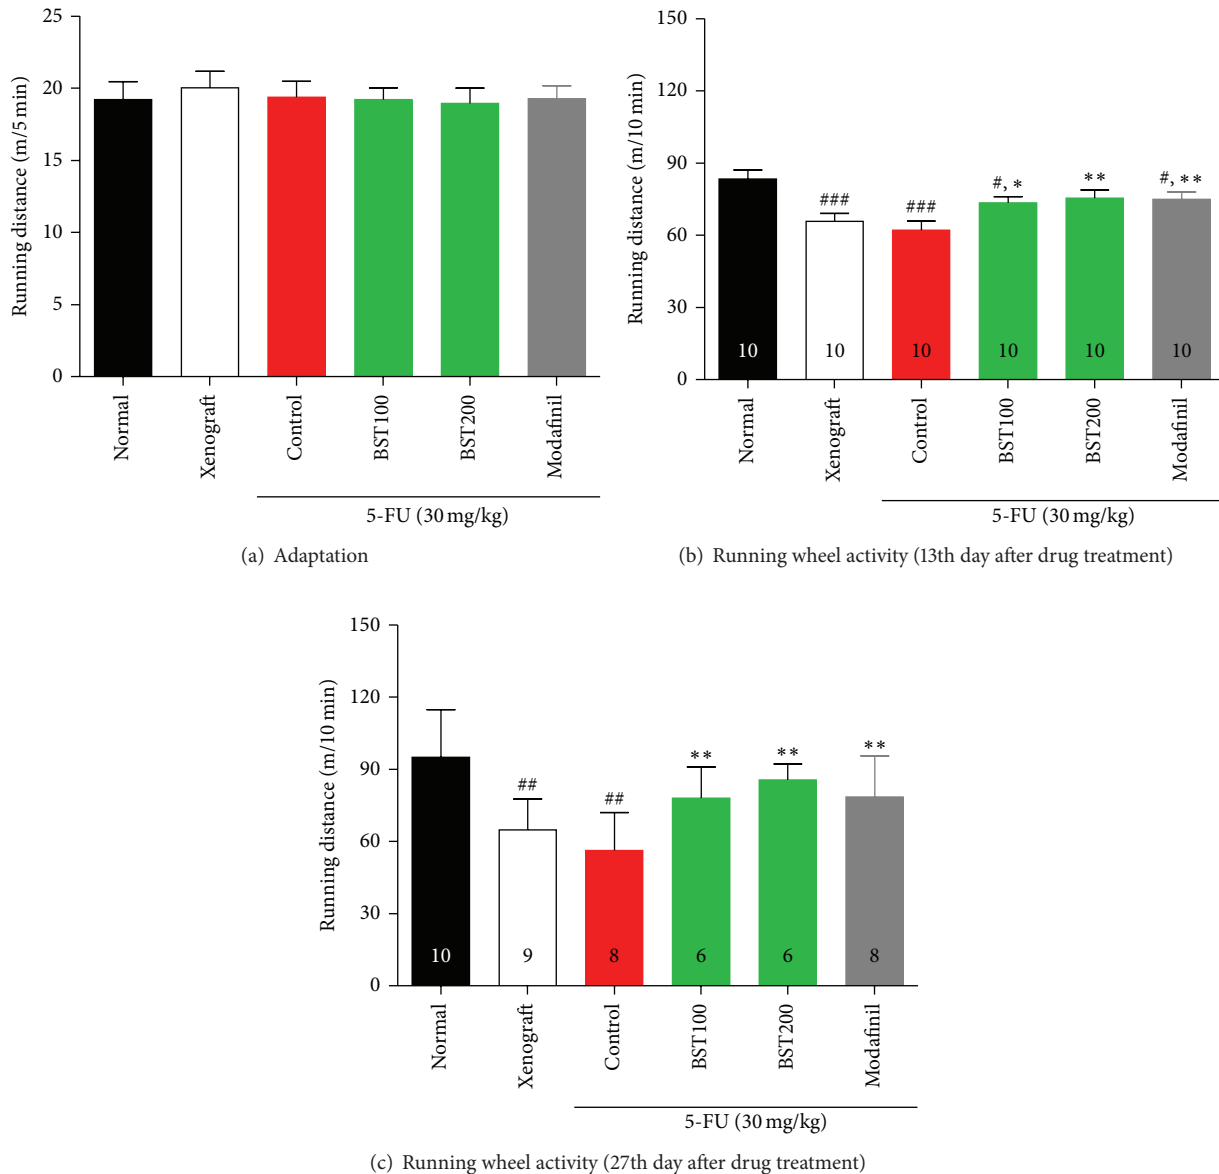 25
20
15
10
5
0
Running distance (m/5 min)
Normal
Xenograft
Control
BST100
BST200
Modafinil
5-FU (30 mg/kg)
(a) Adaptation
150
120
90
60
30
0
Running distance (m/10 min)
###
###
#, *
**
#, **
10
10
10
10
10
10
Normal
Xenograft
Control
BST100
BST200
Modafinil
5-FU (30 mg/kg)
(b) Running wheel activity (13th day after drug treatment)
150
120
90
60
30
0
Running distance (m/10 min)
##
##
**
**
**
10
9
8
6
6
8
Normal
Xenograft
Control
BST100
BST200
Modafinil
5-FU (30 mg/kg)
(c) Running wheel activity (27th day after drug treatment)